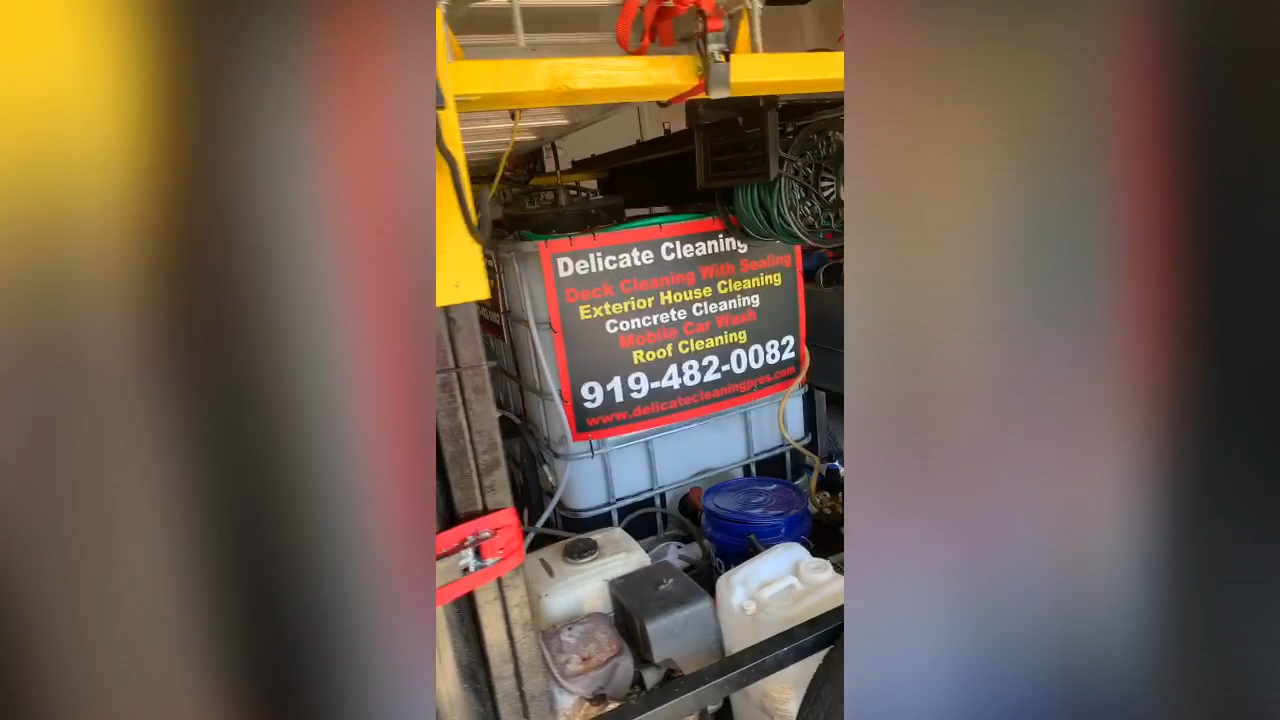 Delicate Cleaning
Deck Cleaning With Sealing
Exterior House Cleaning
Concrete Cleaning
Mobile Car Wash
Roof Cleaning
919-482-0082
www.delicatecleaningpros.com